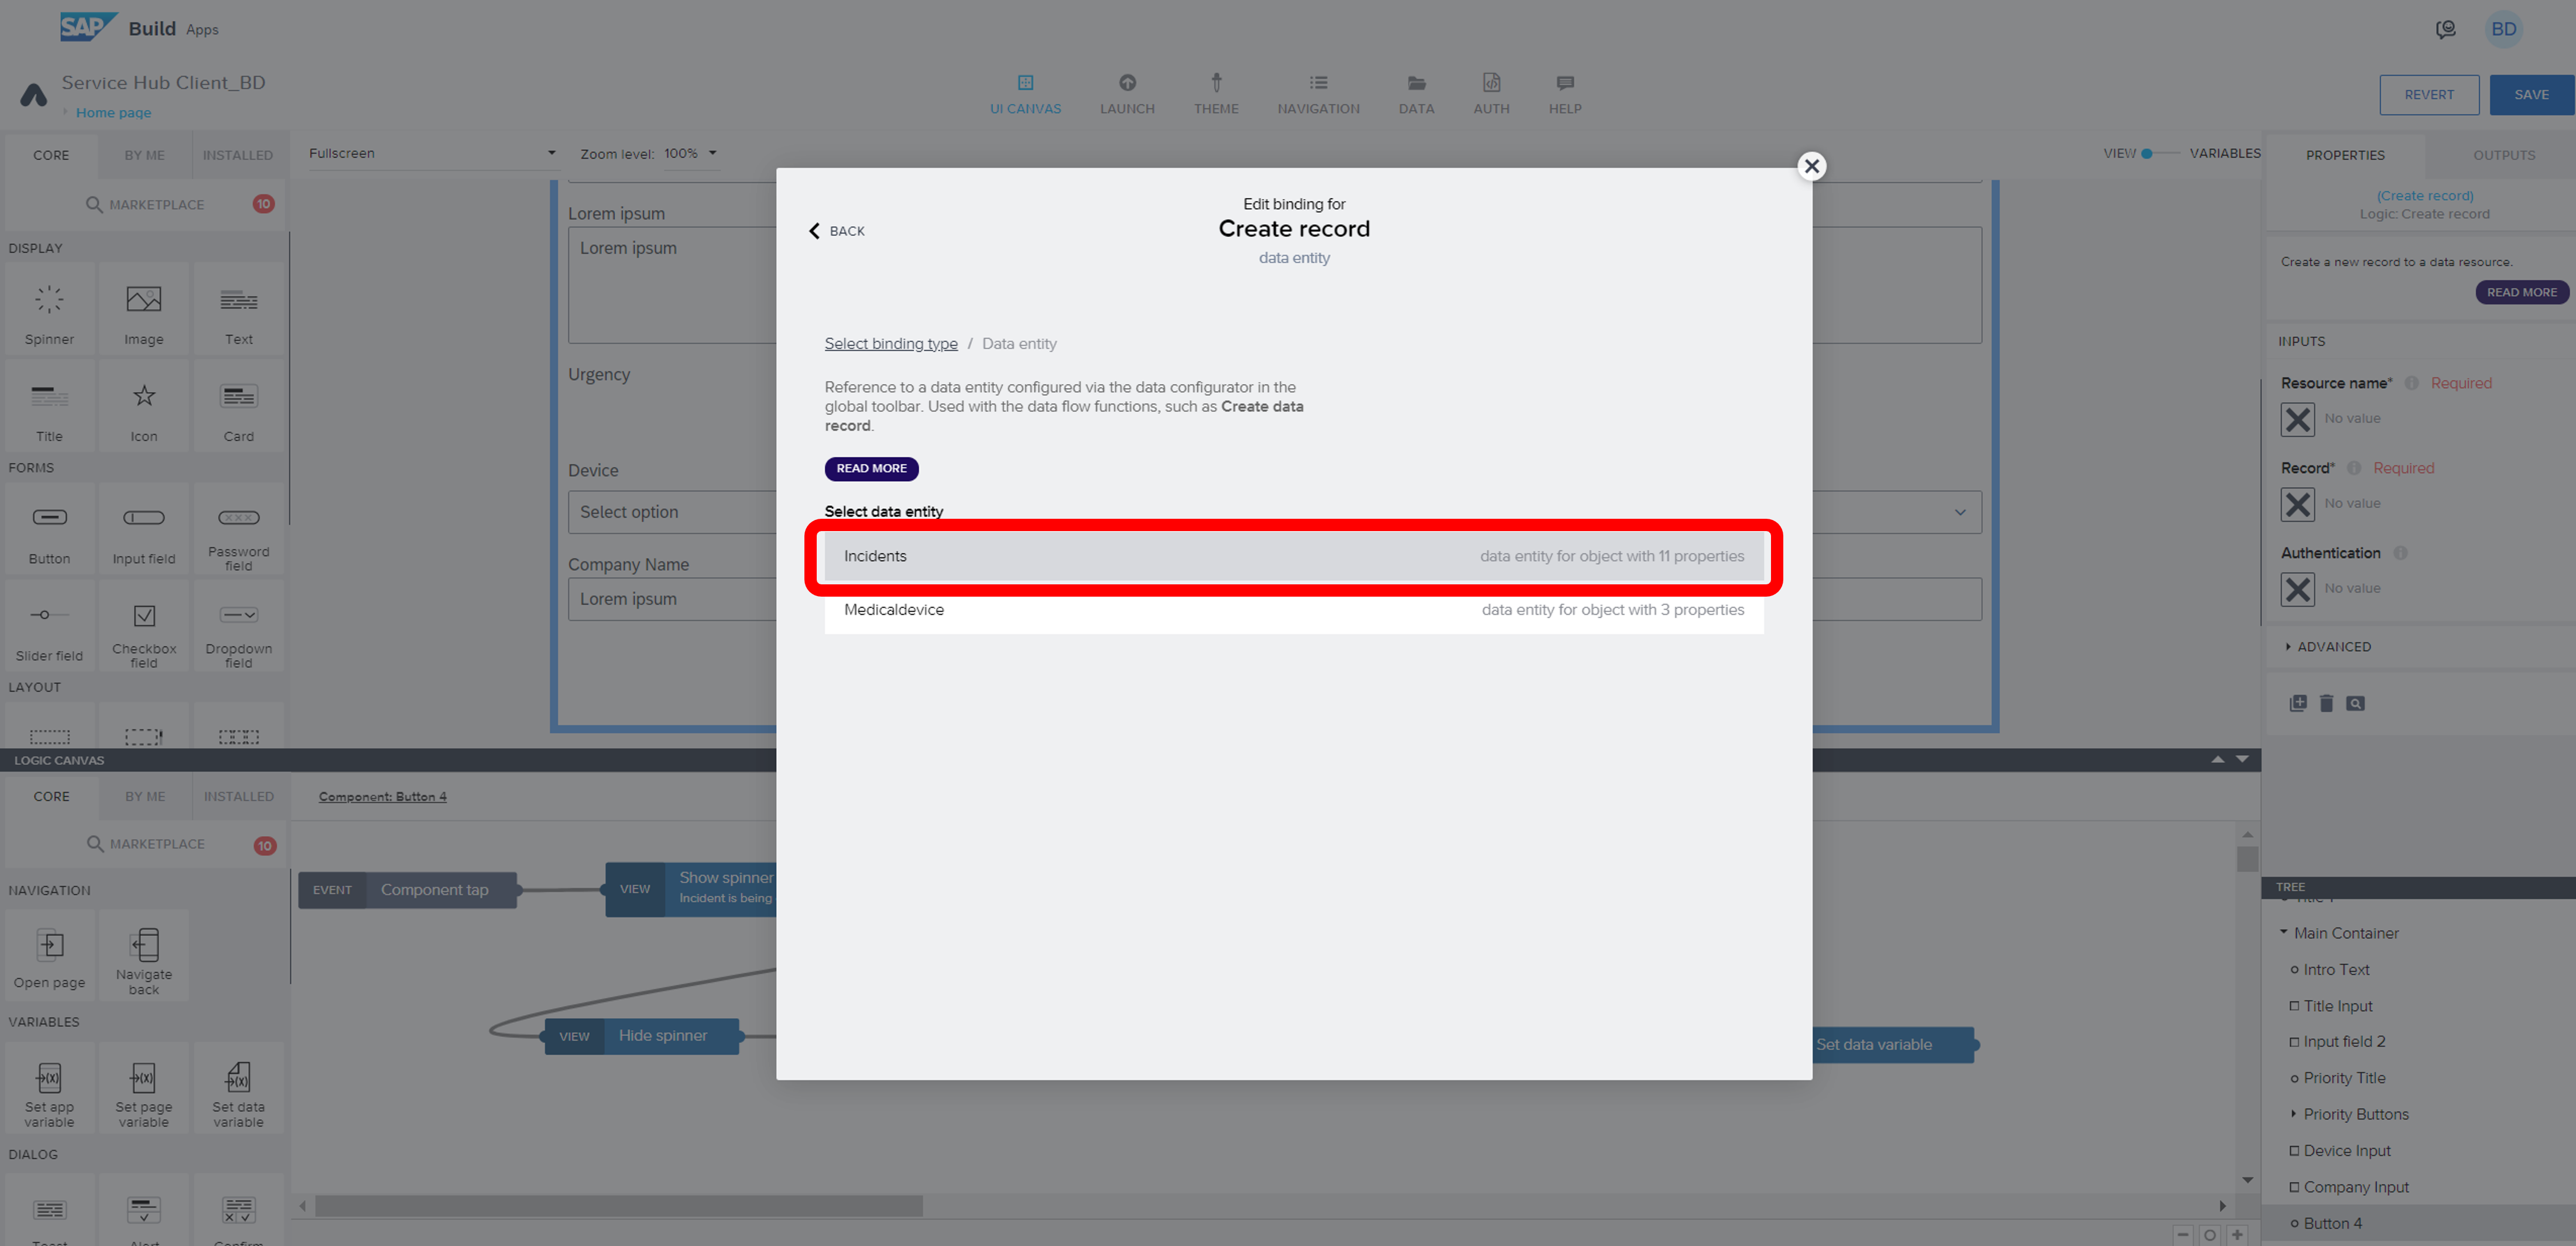 SAP Build Apps
BD
Service Hub Client_BD
Home page
UI CANVAS
LAUNCH
THEME
NAVIGATION
DATA
AUTH
HELP
REVERT
SAVE
CORE
BY ME
INSTALLED
MARKETPLACE
10
DISPLAY
Spinner
Image
Text
Title
Icon
Card
FORMS
Button
Input field
Password
field
Slider field
Checkbox
field
Dropdown
field
LAYOUT
Fullscreen
Zoom level: 100%
VIEW
VARIABLES
Lorem ipsum
Lorem ipsum
Urgency
Device
Select option
Company Name
Lorem ipsum
Edit binding for
BACK
Create record
data entity
Select binding type / Data entity
Reference to a data entity configured via the data configurator in the
global toolbar. Used with the data flow functions, such as Create data
record.
READ MORE
Select data entity
Incidents
data entity for object with 11 properties
Medicaldevice
data entity for object with 3 properties
PROPERTIES
OUTPUTS
(Create record)
Logic: Create record
Create a new record to a data resource.
READ MORE
INPUTS
Resource name* Required
No value
Record* Required
No value
Authentication
No value
ADVANCED
LOGIC CANVAS
CORE
BY ME
INSTALLED
MARKETPLACE
10
NAVIGATION
Open page
Navigate
back
VARIABLES
Set app
variable
Set page
variable
Set data
variable
DIALOG
Component: Button 4
EVENT
Component tap
VIEW
Show spinner
Incident is being
VIEW
Hide spinner
Set data variable
TREE
Main Container
Intro Text
Title Input
Input field 2
Priority Title
Priority Buttons
Device Input
Company Input
Button 4